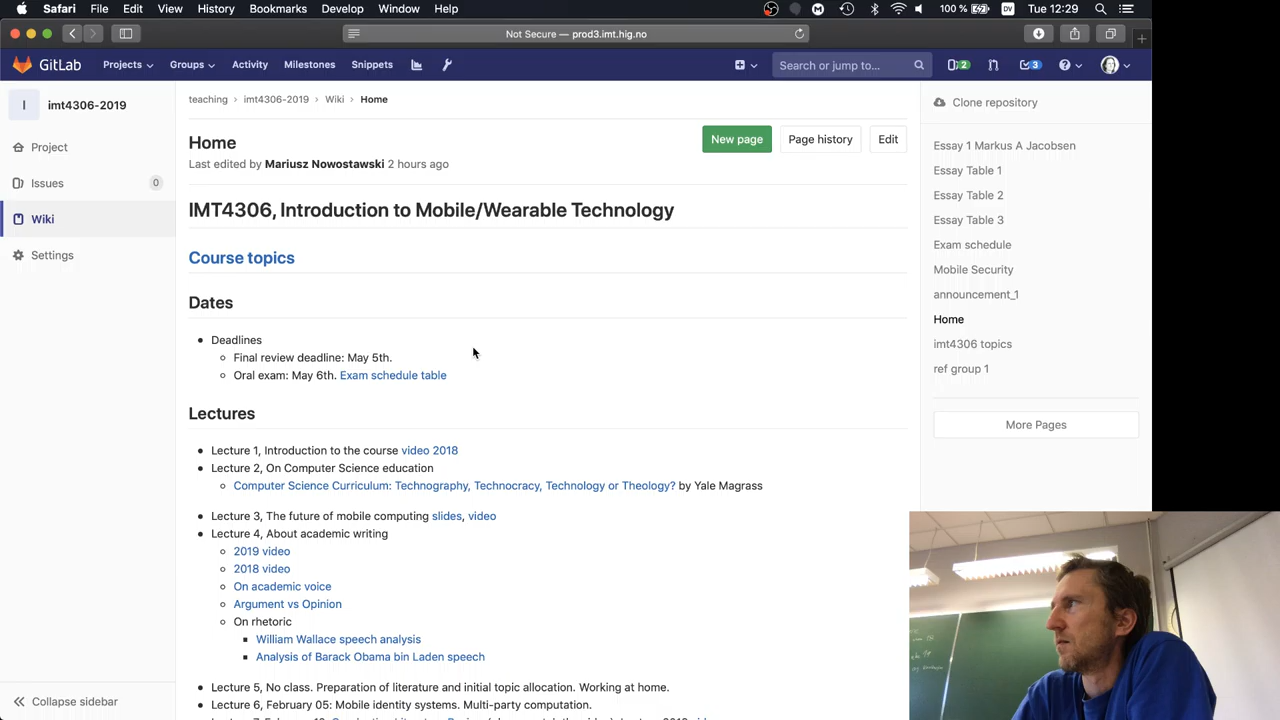 Safari File Edit View History Bookmarks Develop Window Help 100 % DV Tue 12:29
Not Secure — prod3.imt.hig.no
GitLab Projects Groups Activity Milestones Snippets Search or jump to... 2 3
I imt4306-2019
Project
Issues 0
Wiki
Settings
Collapse sidebar
teaching › imt4306-2019 › Wiki › Home
Home
New page Page history Edit
Last edited by Mariusz Nowostawski 2 hours ago
IMT4306, Introduction to Mobile/Wearable Technology
Course topics
Dates
Deadlines
Final review deadline: May 5th.
Oral exam: May 6th. Exam schedule table
Lectures
Lecture 1, Introduction to the course video 2018
Lecture 2, On Computer Science education
Computer Science Curriculum: Technography, Technocracy, Technology or Theology? by Yale Magrass
Lecture 3, The future of mobile computing slides, video
Lecture 4, About academic writing
2019 video
2018 video
On academic voice
Argument vs Opinion
On rhetoric
William Wallace speech analysis
Analysis of Barack Obama bin Laden speech
Lecture 5, No class. Preparation of literature and initial topic allocation. Working at home.
Lecture 6, February 05: Mobile identity systems. Multi-party computation.
Clone repository
Essay 1 Markus A Jacobsen
Essay Table 1
Essay Table 2
Essay Table 3
Exam schedule
Mobile Security
announcement_1
Home
imt4306 topics
ref group 1
More Pages